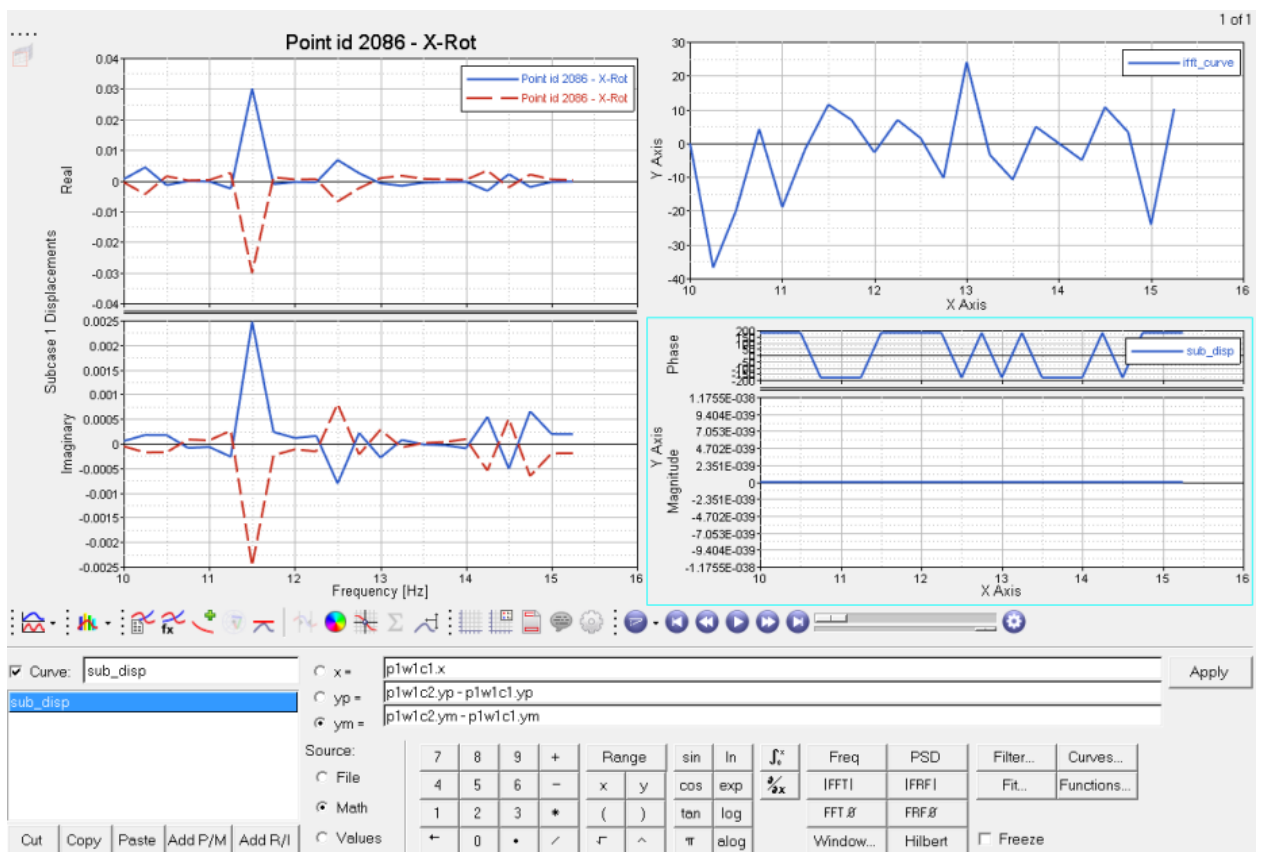 1 of 1
Point id 2086 - X-Rot
Point id 2086 - X-Rot
Point id 2086 - X-Rot
0.04
0.03
0.02
0.01
0
-0.01
-0.02
-0.03
-0.04
Real
Subcase 1 Displacements
0.0025
0.002
0.0015
0.001
0.0005
0
-0.0005
-0.001
-0.0015
-0.002
-0.0025
Imaginary
10 11 12 13 14 15 16
Frequency [Hz]
ifft_curve
30
20
10
0
-10
-20
-30
-40
Y Axis
10 11 12 13 14 15 16
X Axis
sub_disp
200
-200
Phase
1.1755E-038
9.404E-039
7.053E-039
4.702E-039
2.351E-039
0
-2.351E-039
-4.702E-039
-7.053E-039
-9.404E-039
-1.1755E-038
Y Axis
Magnitude
10 11 12 13 14 15 16
X Axis
Curve: sub_disp
sub_disp
x = p1w1c1.x
yp = p1w1c2.yp - p1w1c1.yp
ym = p1w1c2.ym - p1w1c1.ym
Apply
Source:
File
Math
Values
7 8 9 + Range sin ln Freq PSD Filter... Curves...
4 5 6 - x y cos exp |FFT| |FRF| Fit... Functions...
1 2 3 * ( ) tan log FFT Ø FRF Ø
← 0 • / √ ^ π alog Window... Hilbert Freeze
Cut Copy Paste Add P/M Add R/I